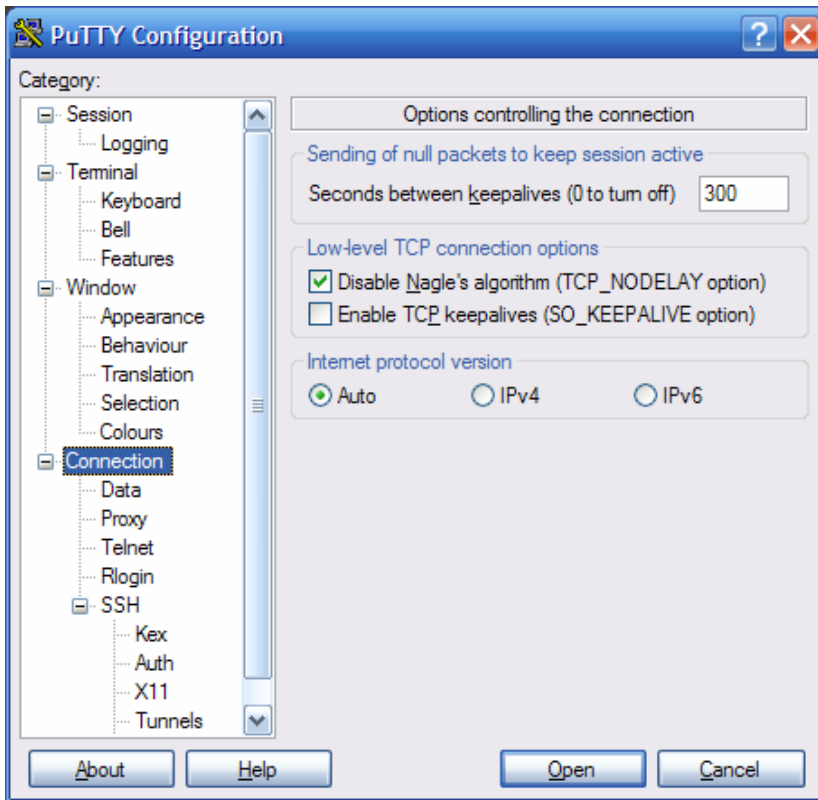 PuTTY Configuration
Category:
Session
Logging
Terminal
Keyboard
Bell
Features
Window
Appearance
Behaviour
Translation
Selection
Colours
Connection
Data
Proxy
Telnet
Rlogin
SSH
Kex
Auth
X11
Tunnels
Options controlling the connection
Sending of null packets to keep session active
Seconds between keepalives (0 to turn off) 300
Low-level TCP connection options
Disable Nagle's algorithm (TCP_NODELAY option)
Enable TCP keepalives (SO_KEEPALIVE option)
Internet protocol version
Auto IPv4 IPv6
About Help Open Cancel